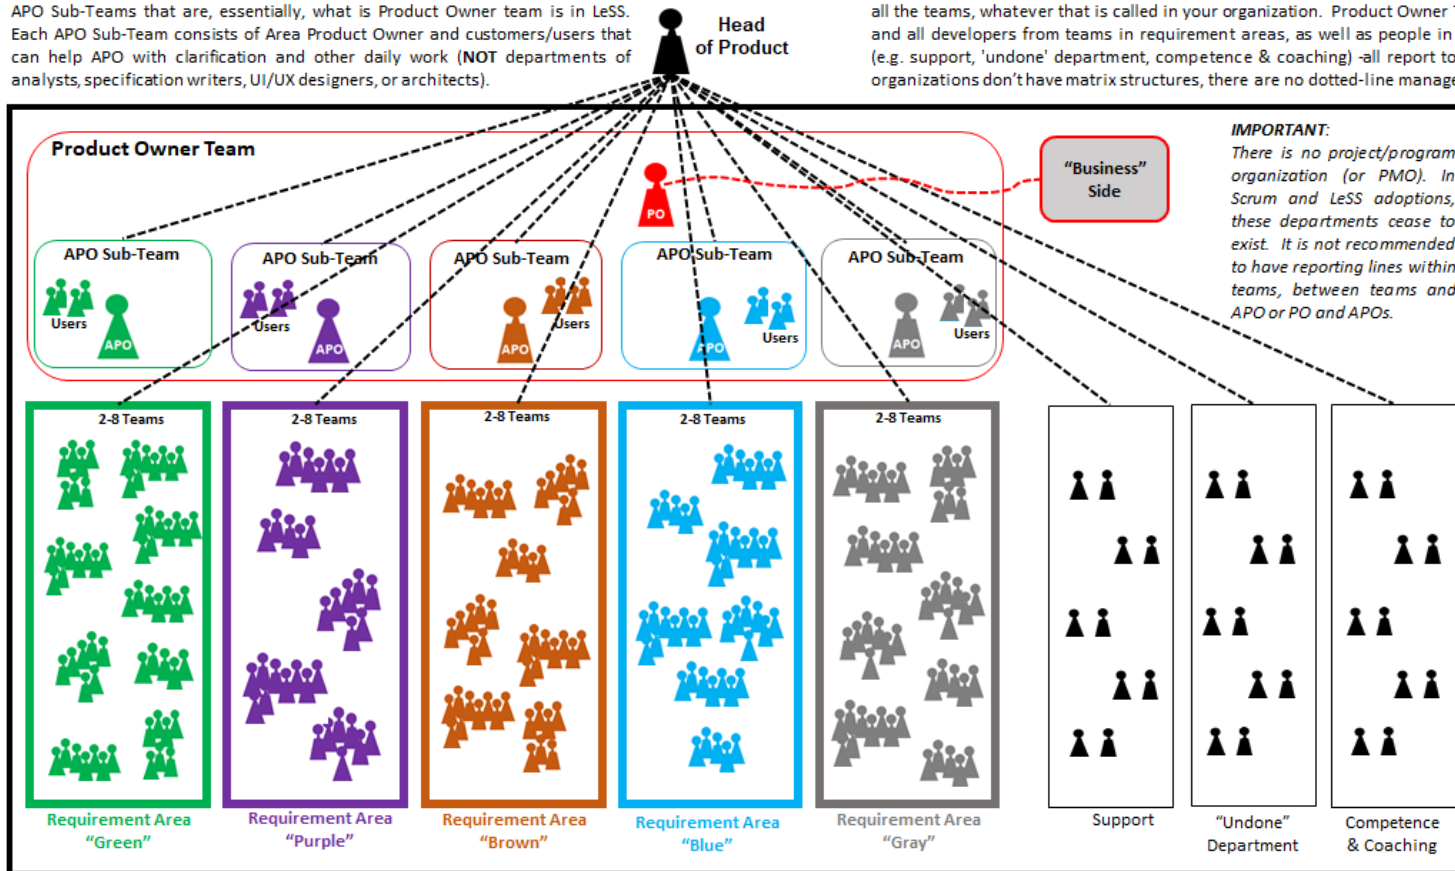 APO Sub-Teams that are, essentially, what is Product Owner team is in LeSS.
Each APO Sub-Team consists of Area Product Owner and customers/users that
can help APO with clarification and other daily work (NOT departments of
analysts, specification writers, UI/UX designers, or architects).
Head
of Product
all the teams, whatever that is called in your organization. Product Owner
and all developers from teams in requirement areas, as well as people in
(e.g. support, 'undone' department, competence & coaching) -all report to
organizations don't have matrix structures, there are no dotted-line manage
IMPORTANT:
There is no project/program
organization (or PMO). In
Scrum and LeSS adoptions,
these departments cease to
exist. It is not recommended
to have reporting lines within
teams, between teams and
APO or PO and APOs.
Product Owner Team
PO
“Business”
Side
APO Sub-Team
Users
APO
APO Sub-Team
Users
APO
APO Sub-Team
Users
APO
APO Sub-Team
Users
APO
APO Sub-Team
Users
APO
2-8 Teams
2-8 Teams
2-8 Teams
2-8 Teams
2-8 Teams
Requirement Area
“Green”
Requirement Area
“Purple”
Requirement Area
“Brown”
Requirement Area
“Blue”
Requirement Area
“Gray”
Support
“Undone”
Department
Competence
& Coaching